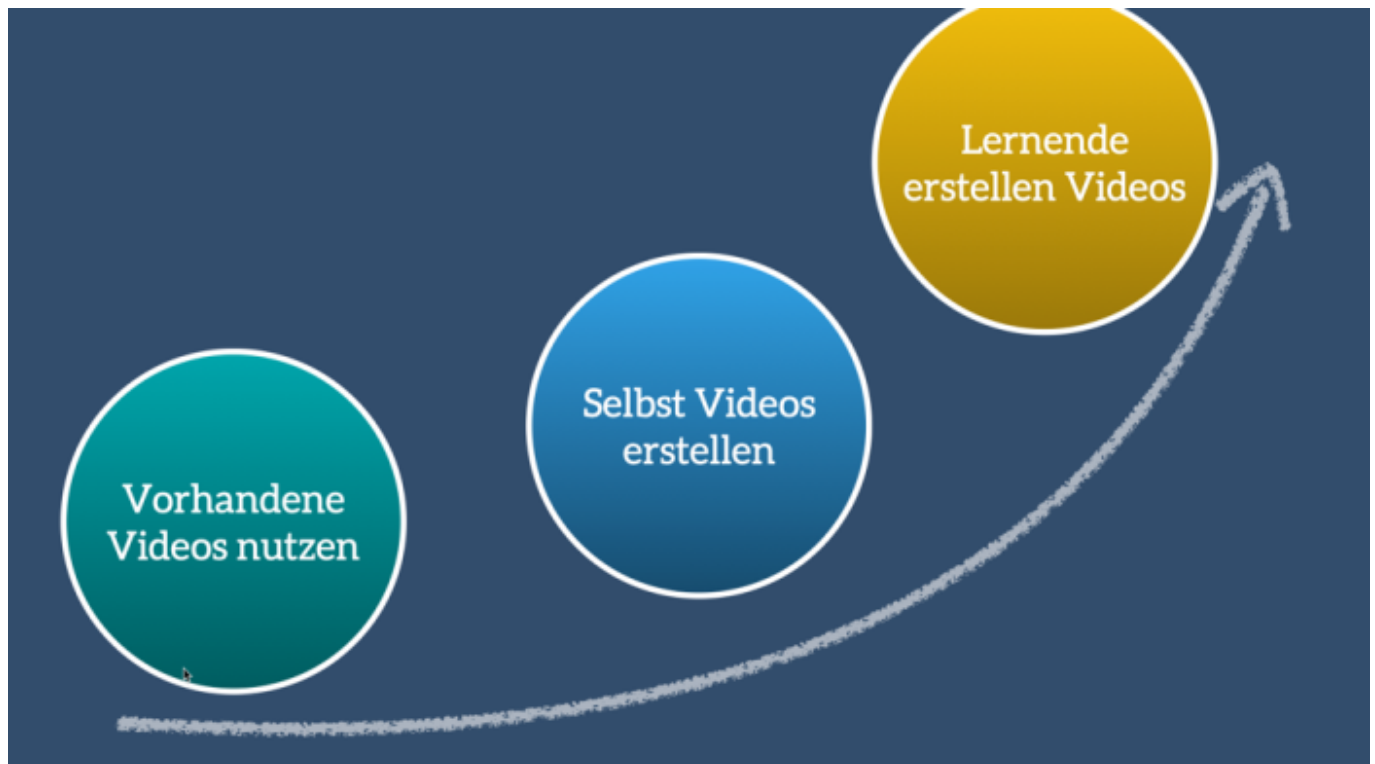 Lernende
erstellen Videos
Selbst Videos
erstellen
Vorhandene
Videos nutzen